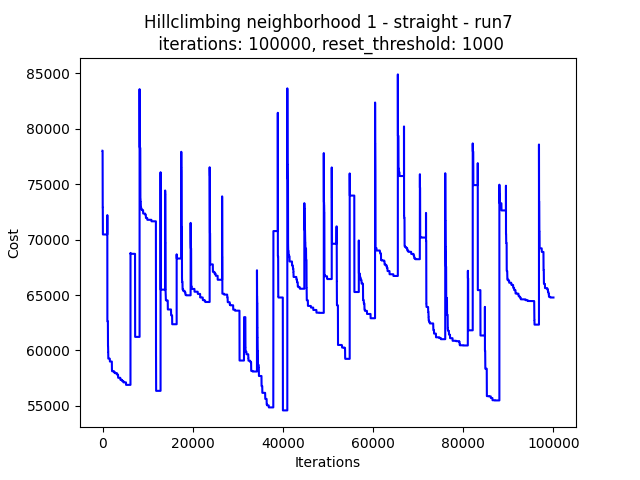 Hillclimbing neighborhood 1 - straight - run7
iterations: 100000, reset_threshold: 1000
85000
80000
75000
70000
65000
60000
55000
Cost
0 20000 40000 60000 80000 100000
Iterations